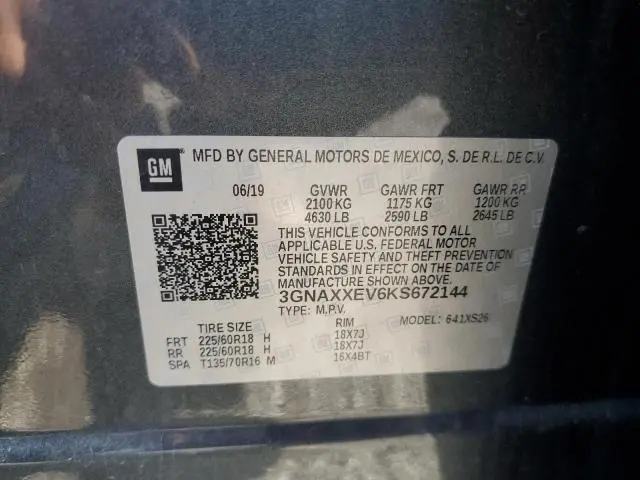 GM
MFD BY GENERAL MOTORS DE MEXICO, S. DE R.L. DE C.V.
06/19 GVWR GAWR FRT GAWR RR
2100 KG 1175 KG 1200 KG
4630 LB 2590 LB 2645 LB
THIS VEHICLE CONFORMS TO ALL
APPLICABLE U.S. FEDERAL MOTOR
VEHICLE SAFETY AND THEFT PREVENTION
STANDARDS IN EFFECT ON THE DATE OF
MANUFACTURE SHOWN ABOVE.
3GNAXXEV6KS672144
TYPE: M.P.V. MODEL: 641XS26
TIRE SIZE RIM
FRT 225/60R18 H 18X7J
RR 225/60R18 H 18X7J
SPA T135/70R16 M 16X4BT